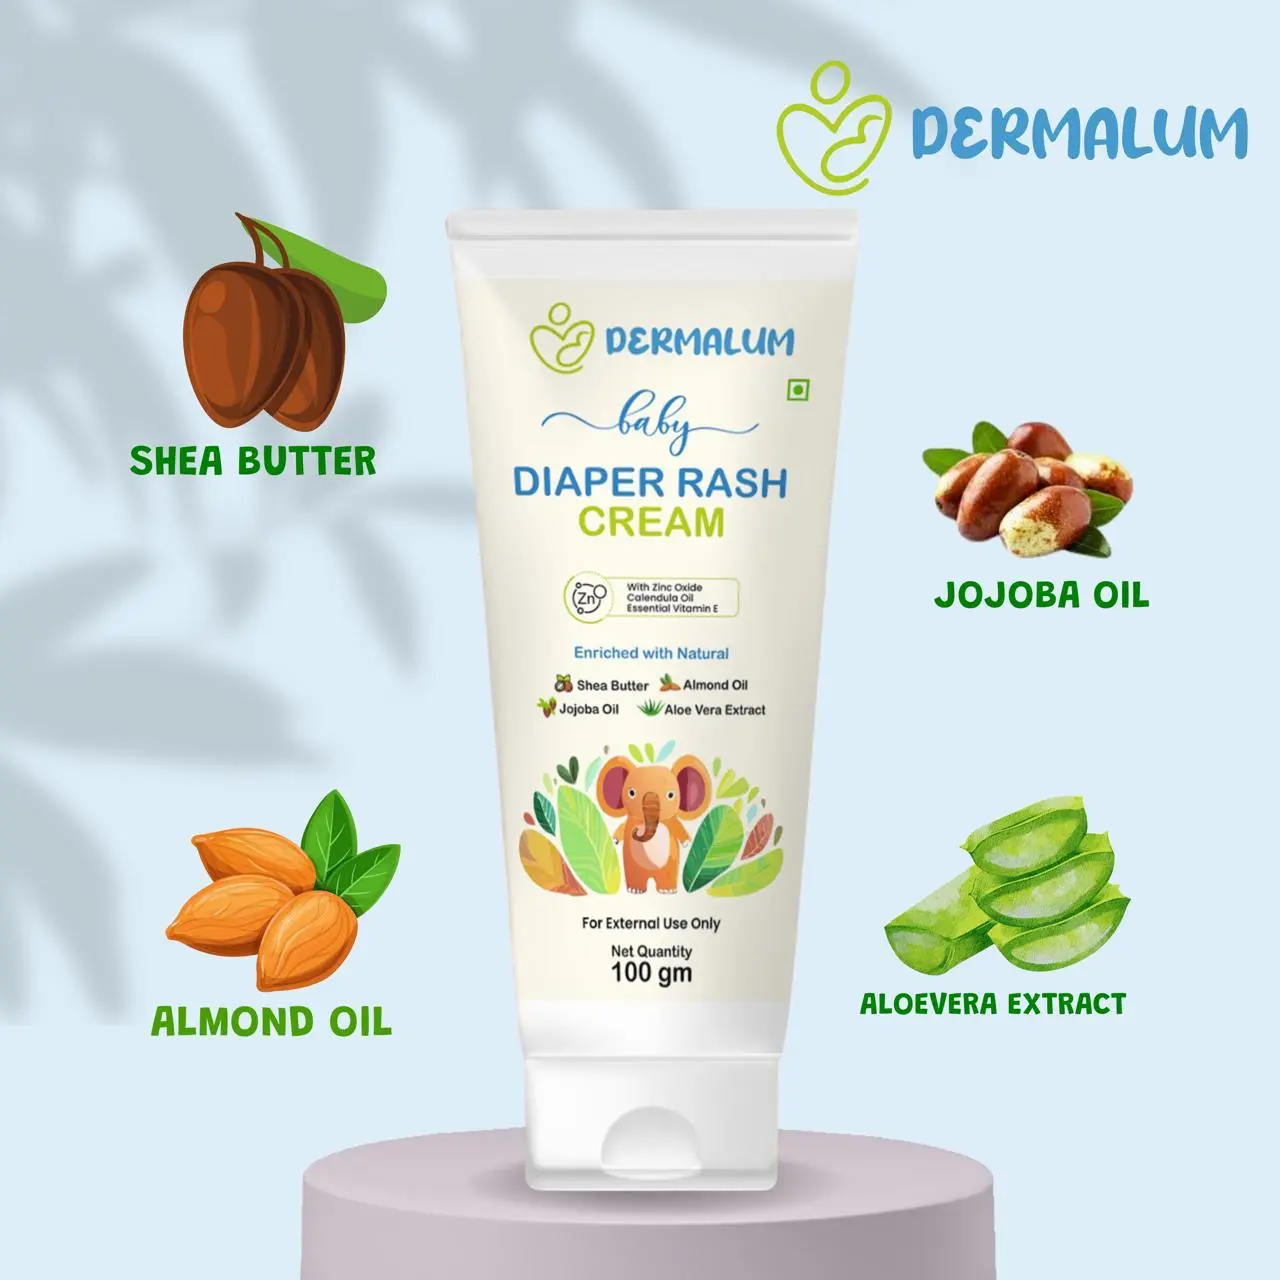 DERMALUM
SHEA BUTTER
DERMALUM
baby
DIAPER RASH
CREAM
Zn
With Zinc Oxide
Calendula Oil
Essential Vitamin E
Enriched with Natural
Shea Butter Almond Oil
Jojoba Oil Aloe Vera Extract
For External Use Only
Net Quantity
100 gm
JOJOBA OIL
ALMOND OIL
ALOEVERA EXTRACT